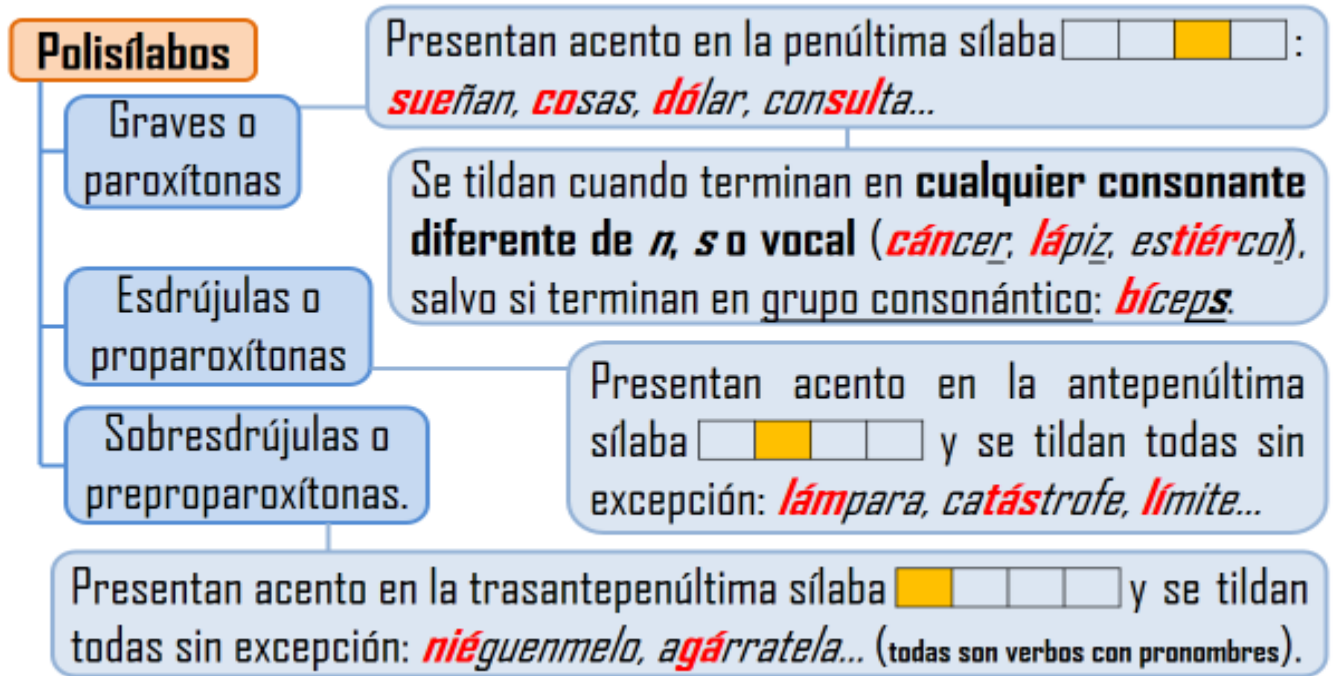 Polisílabos
Presentan acento en la penúltima sílaba :
sueñan, cosas, dólar, consulta...
Graves o
paroxítonas
Se tildan cuando terminan en cualquier consonante
diferente de n, s o vocal (cáncer, lápiz, estiércol),
salvo si terminan en grupo consonántico: bíceps.
Esdrújulas o
proparoxítonas
Presentan acento en la antepenúltima
sílaba y se tildan todas sin
excepción: lámpara, catástrofe, límite...
Sobresdrújulas o
preproparoxítonas.
Presentan acento en la trasantepenúltima sílaba y se tildan
todas sin excepción: niéguenmelo, agárratela... (todas son verbos con pronombres).